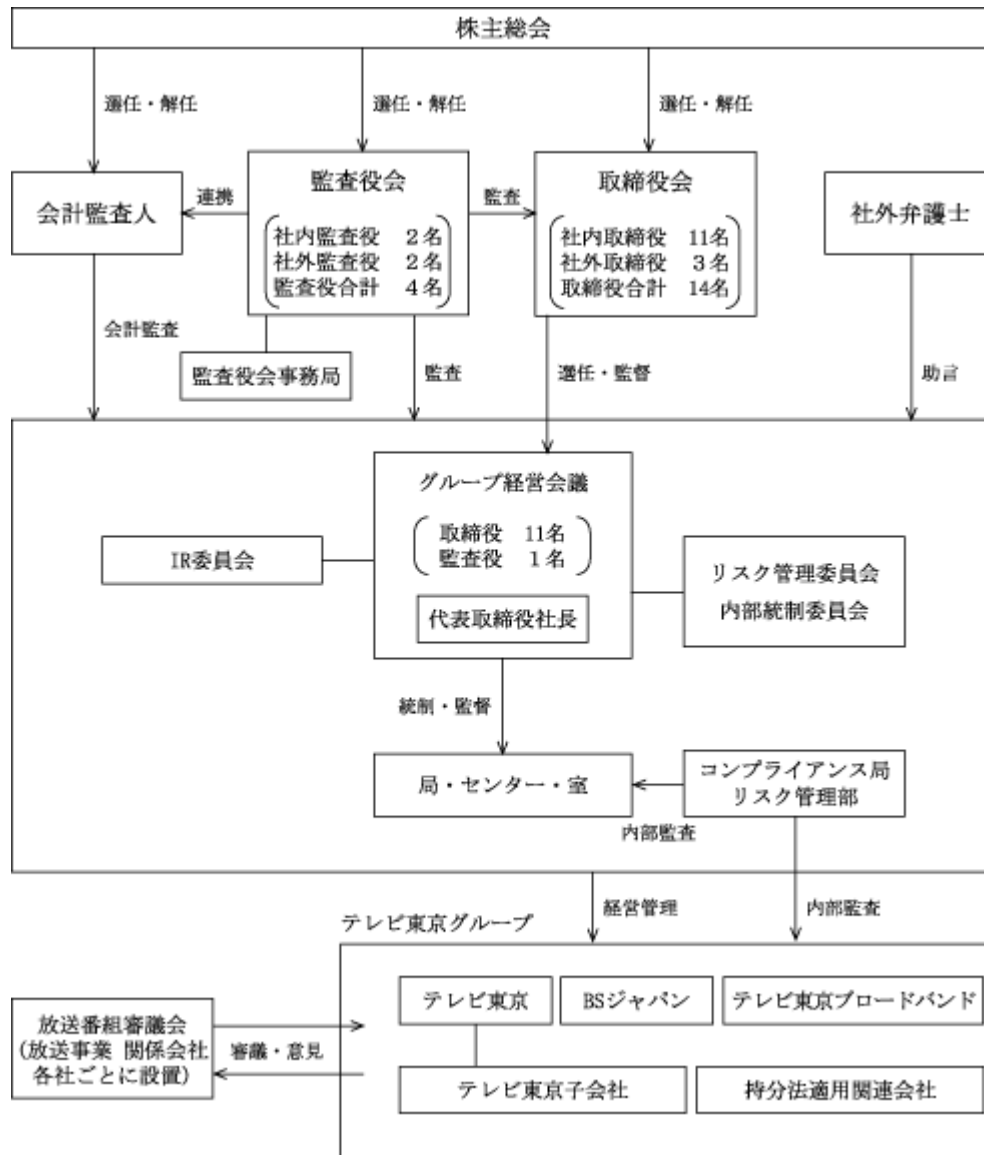 株主総会
選任・解任
選任・解任
選任・解任
会計監査人
連携
監査役会
社内監査役 2名
社外監査役 2名
監査役合計 4名
監査
取締役会
社内取締役 11名
社外取締役 3名
取締役合計 14名
社外弁護士
会計監査
監査役会事務局
監査
選任・監督
助言
グループ経営会議
取締役 11名
監査役 1名
代表取締役社長
IR委員会
リスク管理委員会
内部統制委員会
統制・監督
局・センター・室
コンプライアンス局
リスク管理部
内部監査
経営管理
内部監査
テレビ東京グループ
テレビ東京
BSジャパン
テレビ東京ブロードバンド
放送番組審議会
(放送事業 関係会社
各社ごとに設置)
審議・意見
テレビ東京子会社
持分法適用関連会社